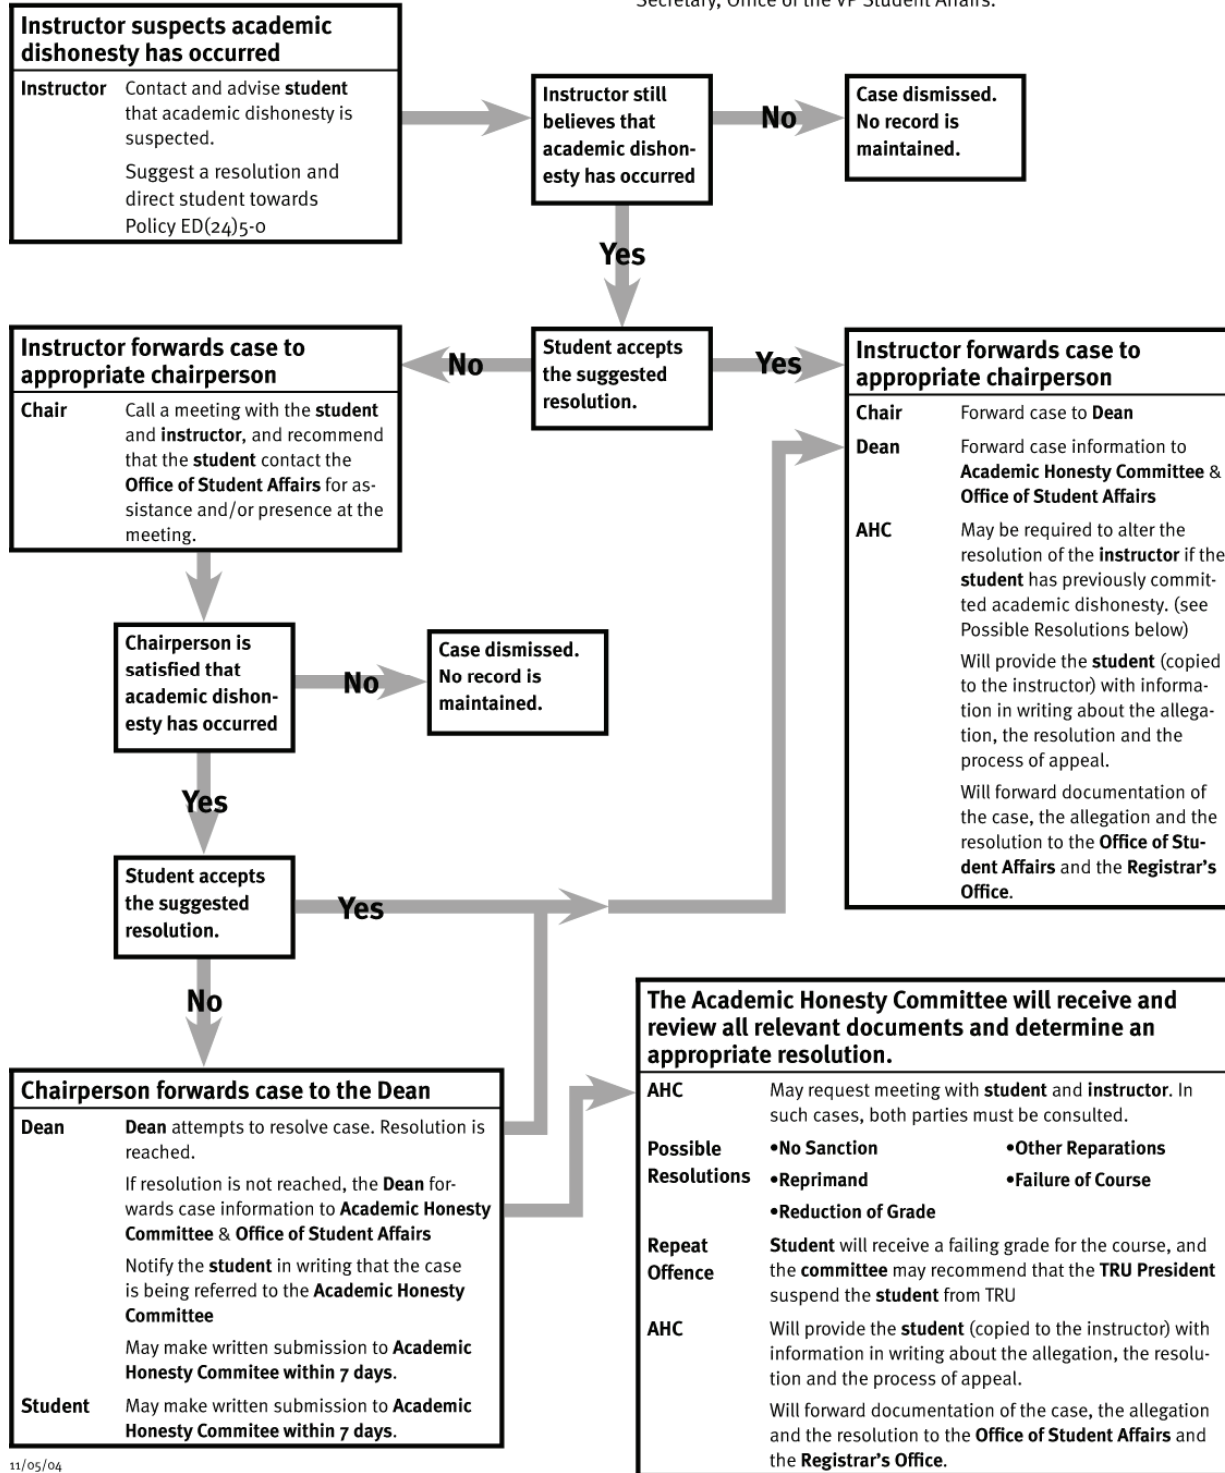 Secretary, Office of the VP Student Affairs.
Instructor suspects academic
dishonesty has occurred
Instructor Contact and advise student
that academic dishonesty is
suspected.
Suggest a resolution and
direct student towards
Policy ED(24)5-0
Instructor still
believes that
academic dishon-
esty has occurred
No
Case dismissed.
No record is
maintained.
Yes
Student accepts
the suggested
resolution.
No
Yes
Instructor forwards case to
appropriate chairperson
Chair Call a meeting with the student
and instructor, and recommend
that the student contact the
Office of Student Affairs for as-
sistance and/or presence at the
meeting.
Instructor forwards case to
appropriate chairperson
Chair Forward case to Dean
Dean Forward case information to
Academic Honesty Committee &
Office of Student Affairs
AHC May be required to alter the
resolution of the instructor if the
student has previously commit-
ted academic dishonesty. (see
Possible Resolutions below)
Will provide the student (copied
to the instructor) with informa-
tion in writing about the allega-
tion, the resolution and the
process of appeal.
Will forward documentation of
the case, the allegation and the
resolution to the Office of Stu-
dent Affairs and the Registrar's
Office.
Chairperson is
satisfied that
academic dishon-
esty has occurred
No
Case dismissed.
No record is
maintained.
Yes
Student accepts
the suggested
resolution.
Yes
No
Chairperson forwards case to the Dean
Dean Dean attempts to resolve case. Resolution is
reached.
If resolution is not reached, the Dean for-
wards case information to Academic Honesty
Committee & Office of Student Affairs
Notify the student in writing that the case
is being referred to the Academic Honesty
Committee
May make written submission to Academic
Honesty Commitee within 7 days.
Student May make written submission to Academic
Honesty Commitee within 7 days.
The Academic Honesty Committee will receive and
review all relevant documents and determine an
appropriate resolution.
AHC May request meeting with student and instructor. In
such cases, both parties must be consulted.
Possible •No Sanction •Other Reparations
Resolutions •Reprimand •Failure of Course
•Reduction of Grade
Repeat Student will receive a failing grade for the course, and
Offence the committee may recommend that the TRU President
suspend the student from TRU
AHC Will provide the student (copied to the instructor) with
information in writing about the allegation, the resolu-
tion and the process of appeal.
Will forward documentation of the case, the allegation
and the resolution to the Office of Student Affairs and
the Registrar's Office.
11/05/04